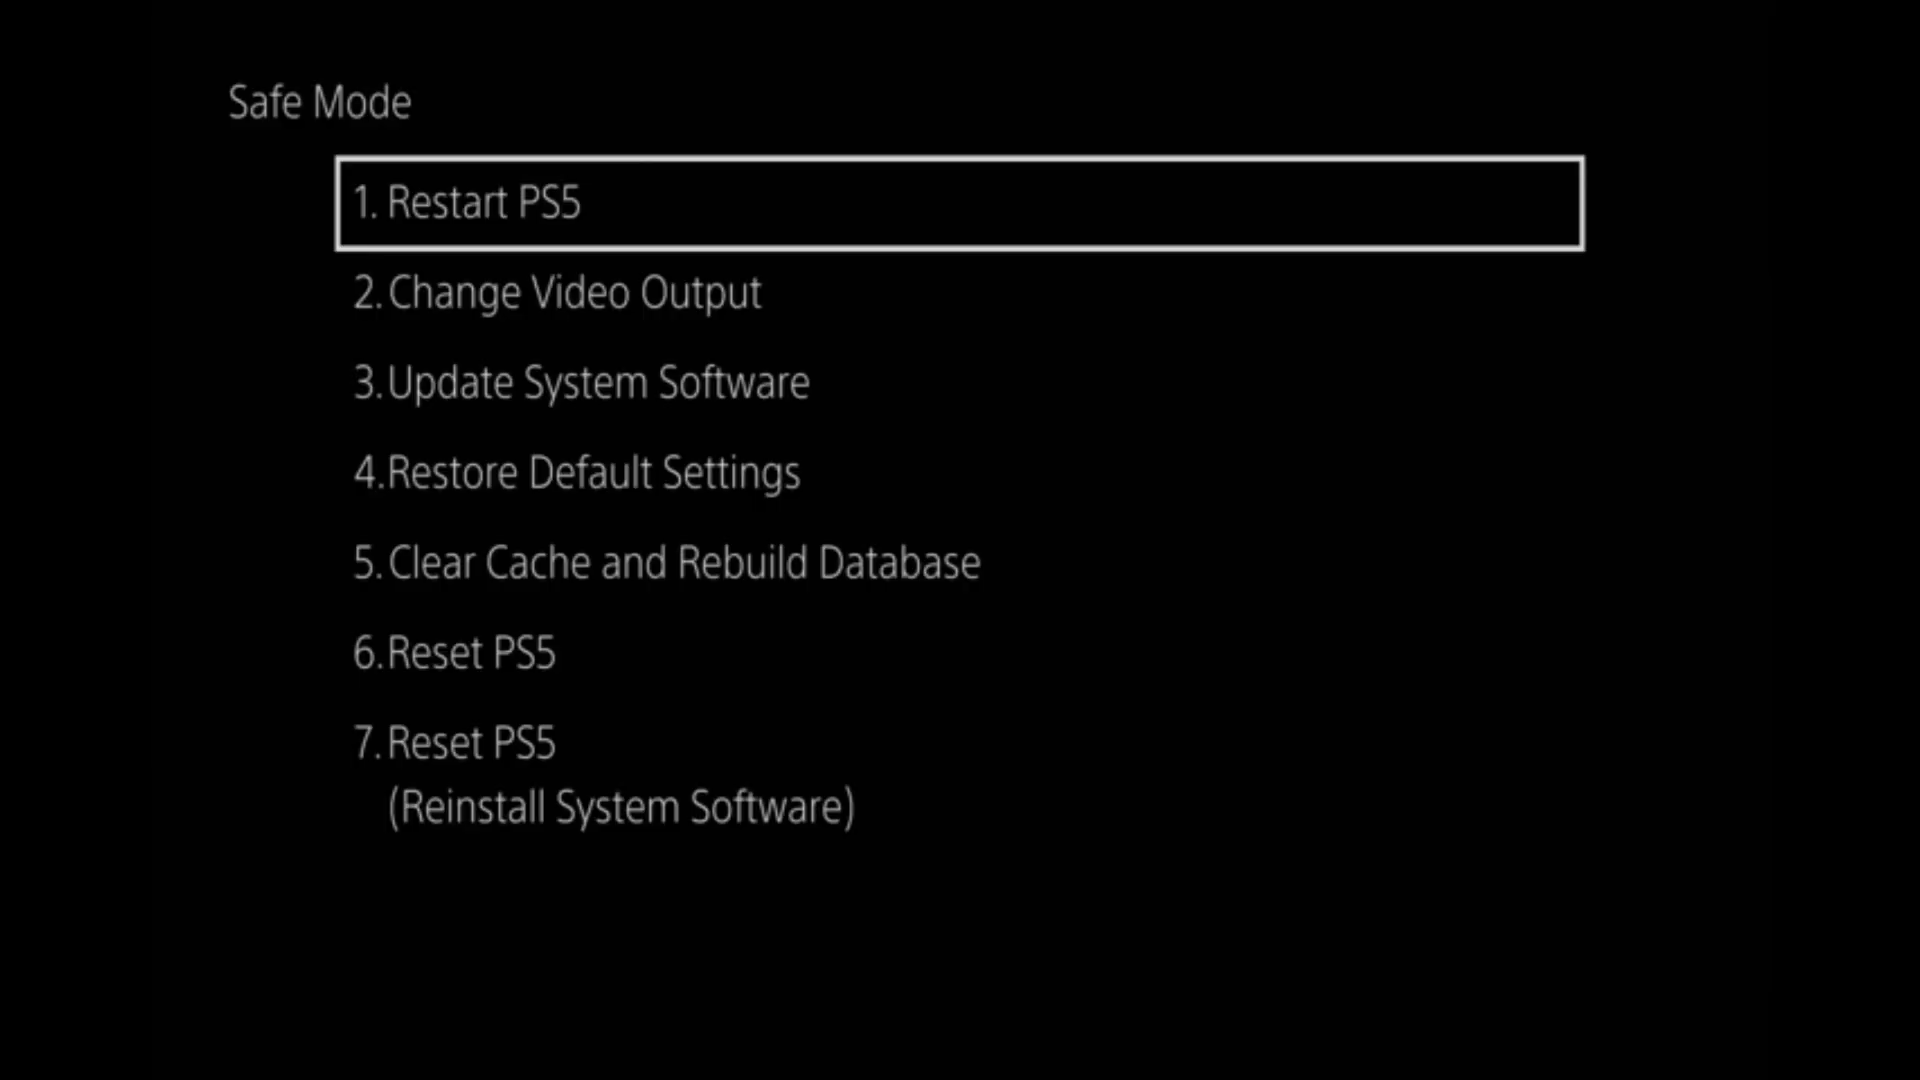 Safe Mode
1. Restart PS5
2. Change Video Output
3. Update System Software
4. Restore Default Settings
5. Clear Cache and Rebuild Database
6. Reset PS5
7. Reset PS5
(Reinstall System Software)